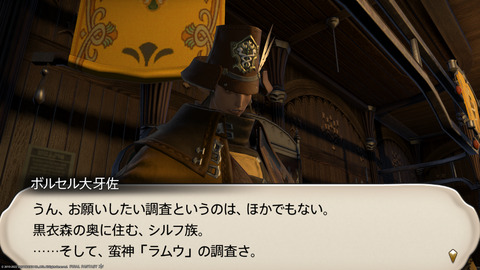 ボルセル大牙佐
うん、お願いしたい調査というのは、ほかでもない。
黒衣森の奥に住む、シルフ族。
……そして、蛮神「ラムウ」の調査さ。